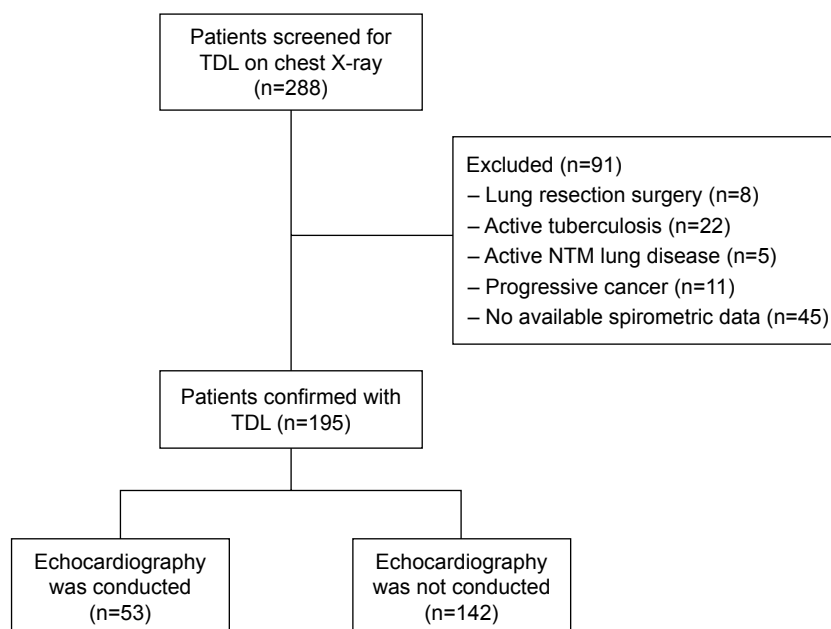 Patients screened for
TDL on chest X-ray
(n=288)
Excluded (n=91)
– Lung resection surgery (n=8)
– Active tuberculosis (n=22)
– Active NTM lung disease (n=5)
– Progressive cancer (n=11)
– No available spirometric data (n=45)
Patients confirmed with
TDL (n=195)
Echocardiography
was conducted
(n=53)
Echocardiography
was not conducted
(n=142)